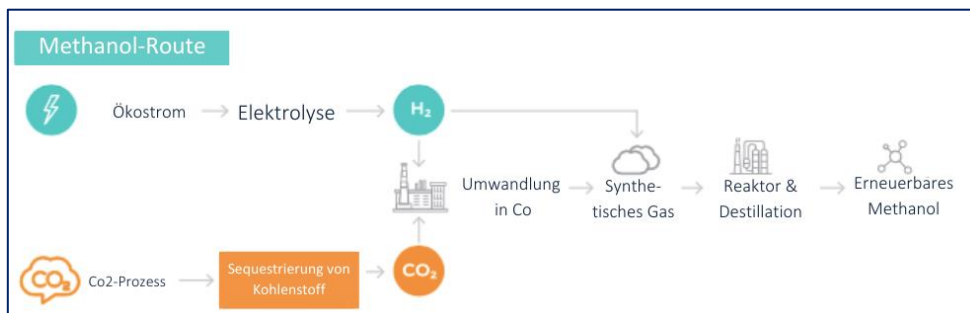 Methanol-Route
Ökostrom
Elektrolyse
H₂
Umwandlung
in Co
Synthe-
tisches Gas
Reaktor &
Destillation
Erneuerbares
Methanol
CO₂
Co2-Prozess
Sequestrierung von
Kohlenstoff
CO₂